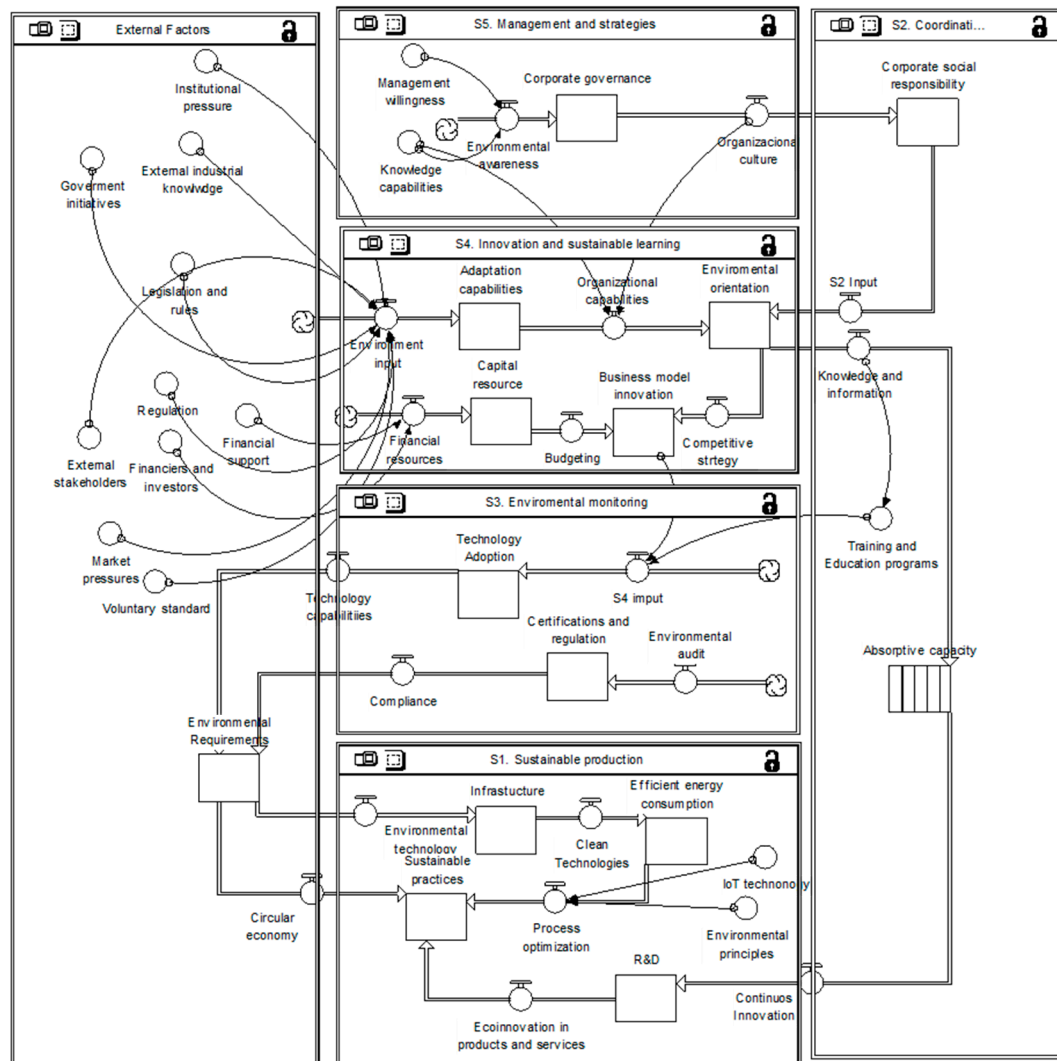 External Factors
Institutional
pressure
External industrial
knowlwdge
Goverment
initiatives
Legislation and
rules
Regulation
Financial
support
External
stakeholders
Financiers and
investors
Market
pressures
Voluntary standard
Environmental
Requirements
Circular
economy
S5. Management and strategies
Management
willingness
Corporate governance
Knowledge
capabilities
Environmental
awareness
Organizacional
culture
S4. Innovation and sustainable learning
Adaptation
capabilities
Organizational
capabilities
Enviromental
orientation
Environment
input
Capital
resource
Business model
innovation
Financial
resources
Budgeting
Competitive
strtegy
S3. Enviromental monitoring
Technology
Adoption
Technology
capabilitiies
S4 imput
Certifications and
regulation
Environmental
audit
Compliance
S1. Sustainable production
Infrastucture
Efficient energy
consumption
Environmental
technology
Clean
Technologies
Sustainable
practices
IoT technonogy
Process
optimization
Environmental
principles
R&D
Ecoinnovation in
products and services
S2. Coordinati...
Corporate social
responsibility
S2 Input
Knowledge and
information
Training and
Education programs
Absorptive capacity
Continuos
Innovation